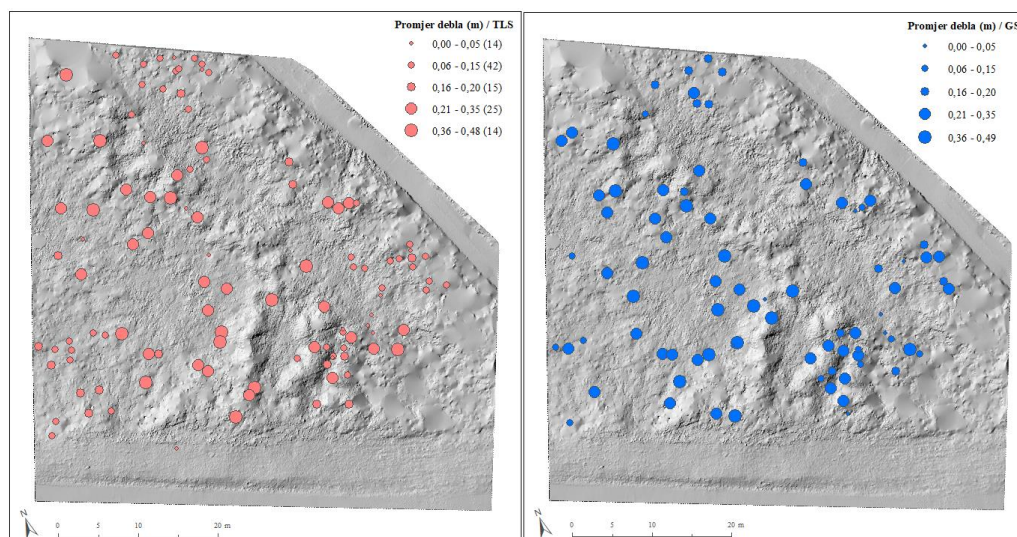 Promjer debla (m) / TLS
0,00 - 0,05 (14)
0,06 - 0,15 (42)
0,16 - 0,20 (15)
0,21 - 0,35 (25)
0,36 - 0,48 (14)
N
0 5 10 20 m
Promjer debla (m) / GS
0,00 - 0,05
0,06 - 0,15
0,16 - 0,20
0,21 - 0,35
0,36 - 0,49
N
0 5 10 20 m